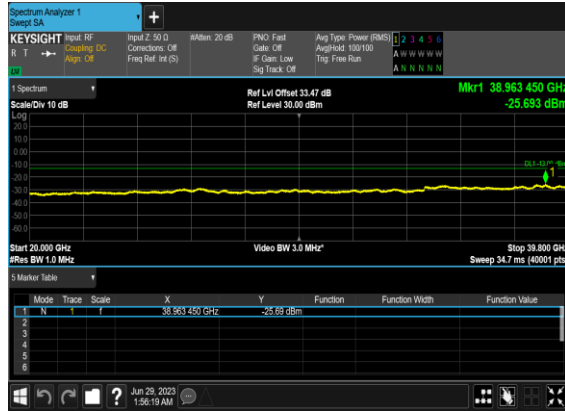 Spectrum Analyzer 1
Swept SA
+
KEYSIGHT Input: RF Input Z: 50 Ω #Atten: 20 dB PNO: Fast Avg Type: Power (RMS) 1 2 3 4 5 6
R T Coupling: DC Corrections: Off Gate: Off Avg|Hold: 100/100 A W W W W W
Align: Off Freq Ref: Int (S) IF Gain: Low Trig: Free Run
Sig Track: Off A N N N N N
1 Spectrum Ref Lvl Offset 33.47 dB Mkr1 38.963 450 GHz
Scale/Div 10 dB Ref Level 30.00 dBm -25.693 dBm
Log
20.0
10.0
0.00
-10.0 DL1 -13.00 dBm
1
-20.0
-30.0
-40.0
-50.0
-60.0
Start 20.000 GHz Video BW 3.0 MHz* Stop 39.800 GHz
#Res BW 1.0 MHz Sweep 34.7 ms (40001 pts
5 Marker Table
Mode Trace Scale X Y Function Function Width Function Value
1 N 1 f 38.963 450 GHz -25.69 dBm
2
3
4
5
6
? Jun 29, 2023
1:56:19 AM